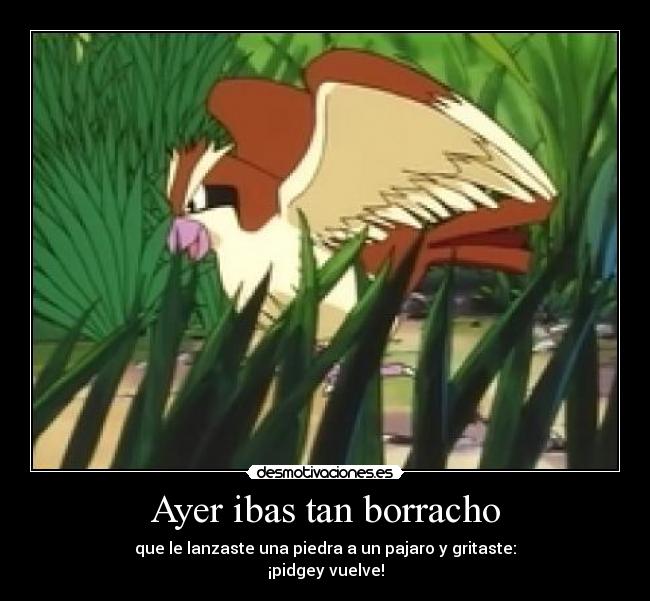 desmotivaciones.es
Ayer ibas tan borracho
que le lanzaste una piedra a un pajaro y gritaste:
¡pidgey vuelve!